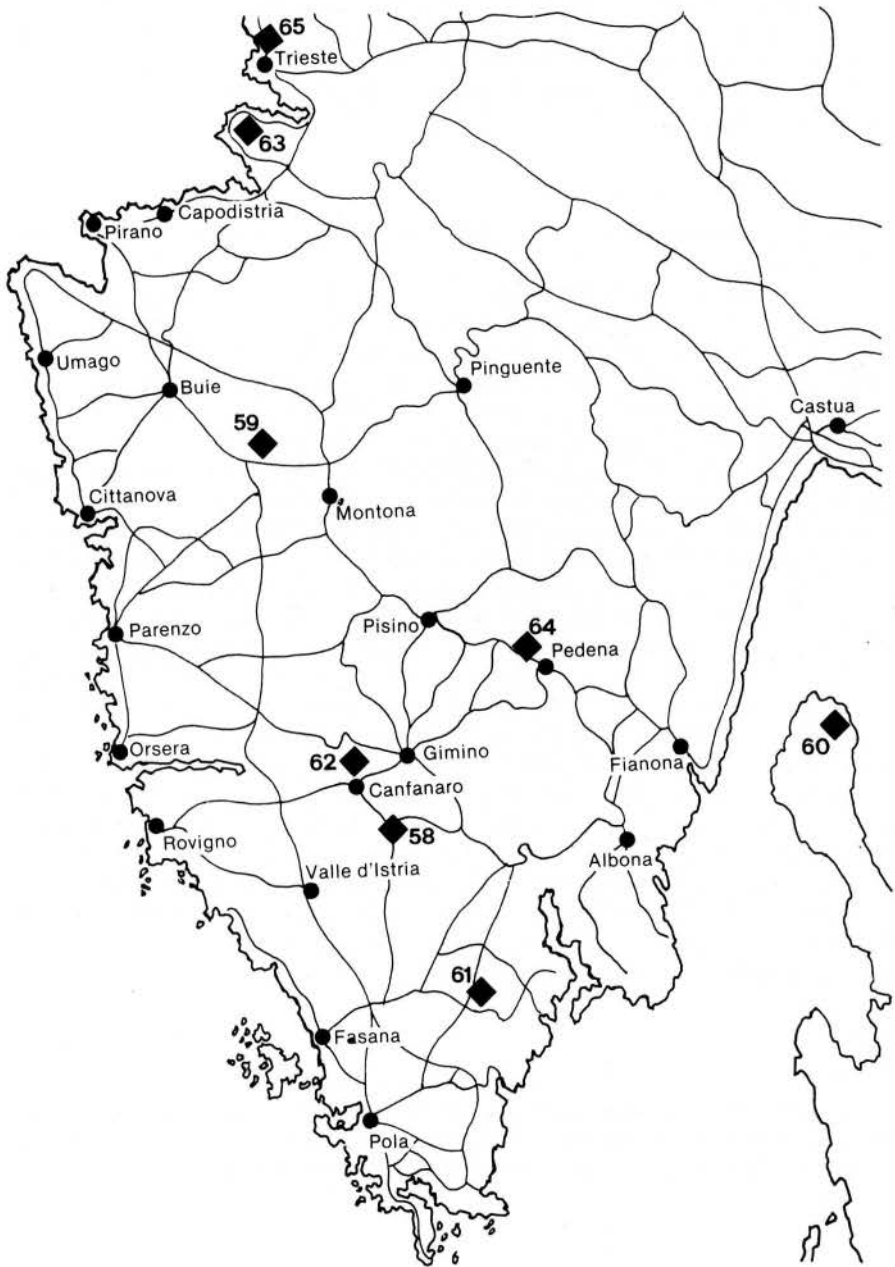 65
Trieste
63
Capodistria
Pirano
Umago
Pinguente
Buie
Castua
59
Cittanova
Montona
Parenzo
Pisino
64
Pedena
60
Orsera
Gimino
Fianona
62
Canfanaro
Rovigno
58
Albona
Valle d'Istria
61
Fasana
Pola